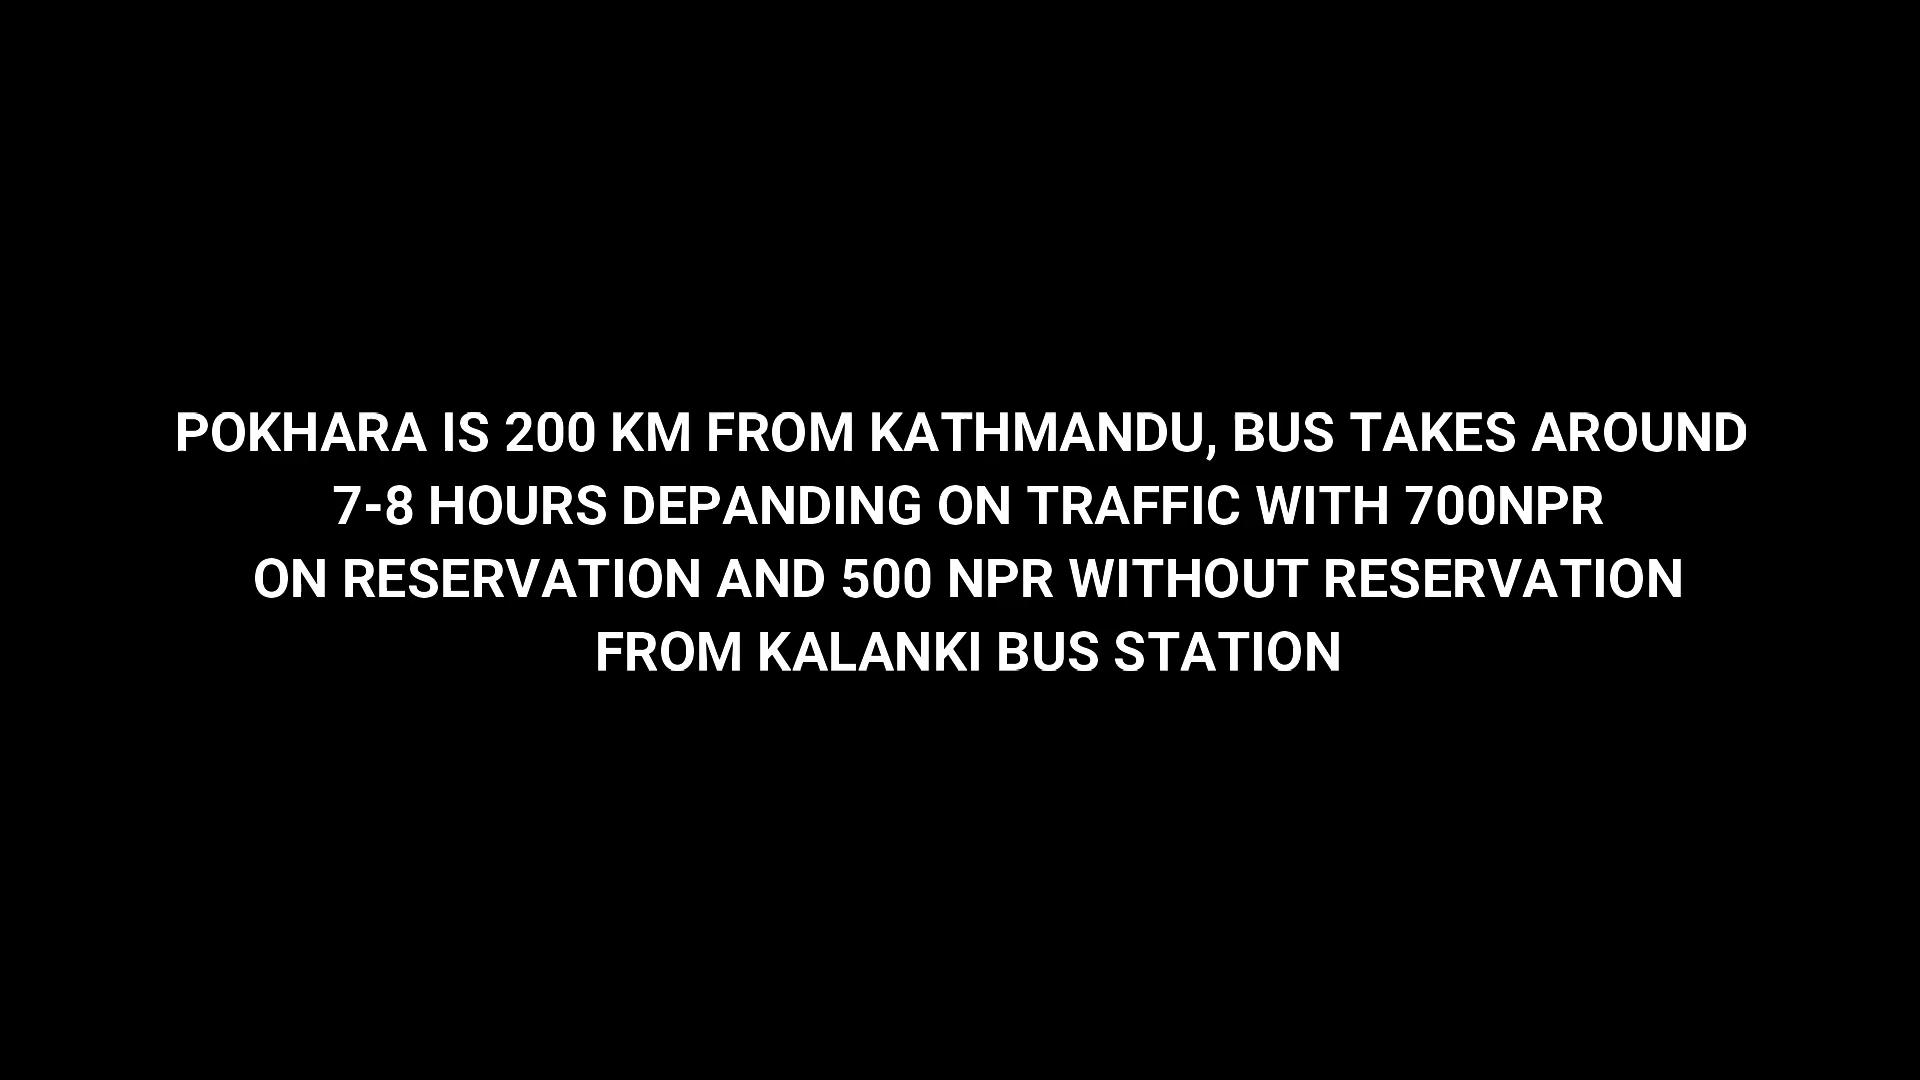 POKHARA IS 200 KM FROM KATHMANDU, BUS TAKES AROUND
7-8 HOURS DEPANDING ON TRAFFIC WITH 700NPR
ON RESERVATION AND 500 NPR WITHOUT RESERVATION
FROM KALANKI BUS STATION